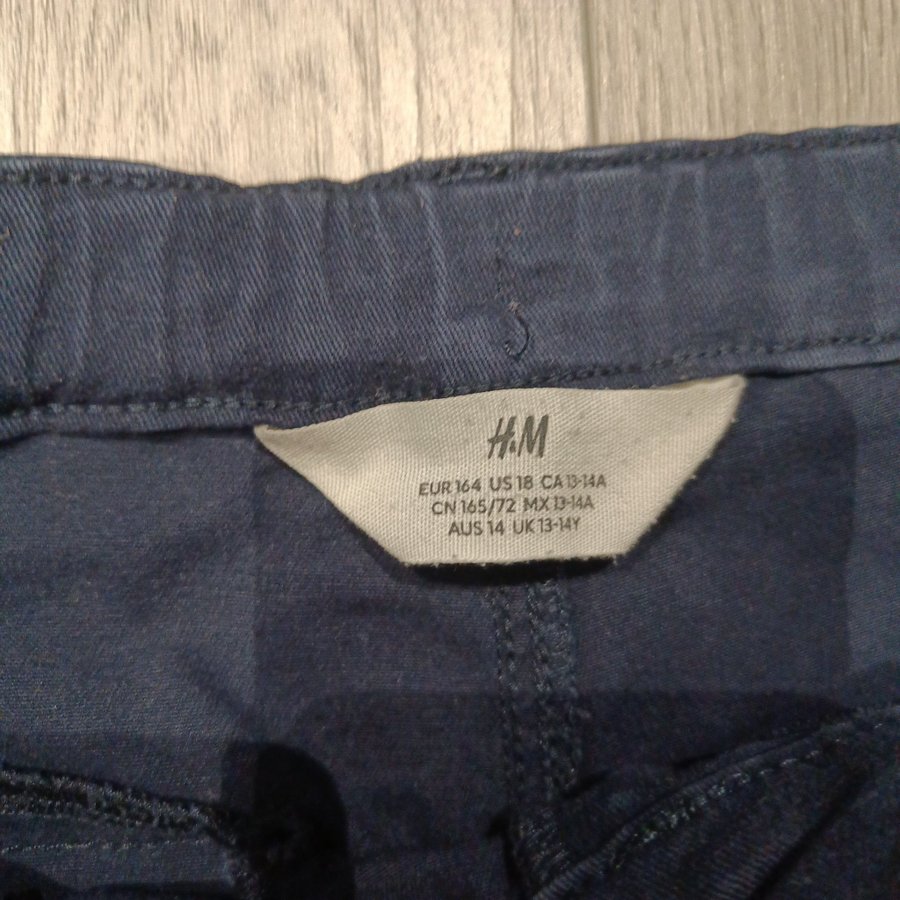 H&M
EUR 164 US 18 CA 13-14A
CN 165/72 MX 13-14A
AUS 14 UK 13-14Y